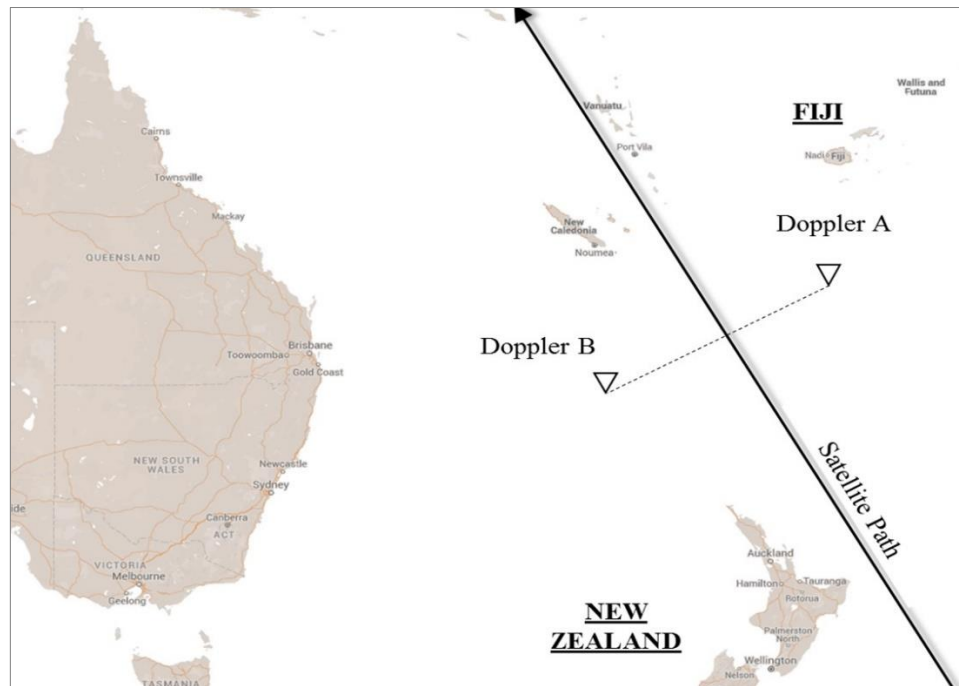 Wallis and
Futuna
FIJI
Vanuatu
Cairns
Port Vila
Nadi
Fiji
Townsville
Mackay
New
Caledonia
Doppler A
Noumea
QUEENSLAND
Brisbane
Toowoomba
Gold Coast
Doppler B
NEW SOUTH
WALES
Newcastle
Sydney
Satellite Path
ide
Canberra
ACT
Auckland
VICTORIA
Melbourne
Hamilton
Tauranga
Geelong
Rotorua
NEW
ZEALAND
Palmerston
North
Wellington
Nelson
TASMANIA